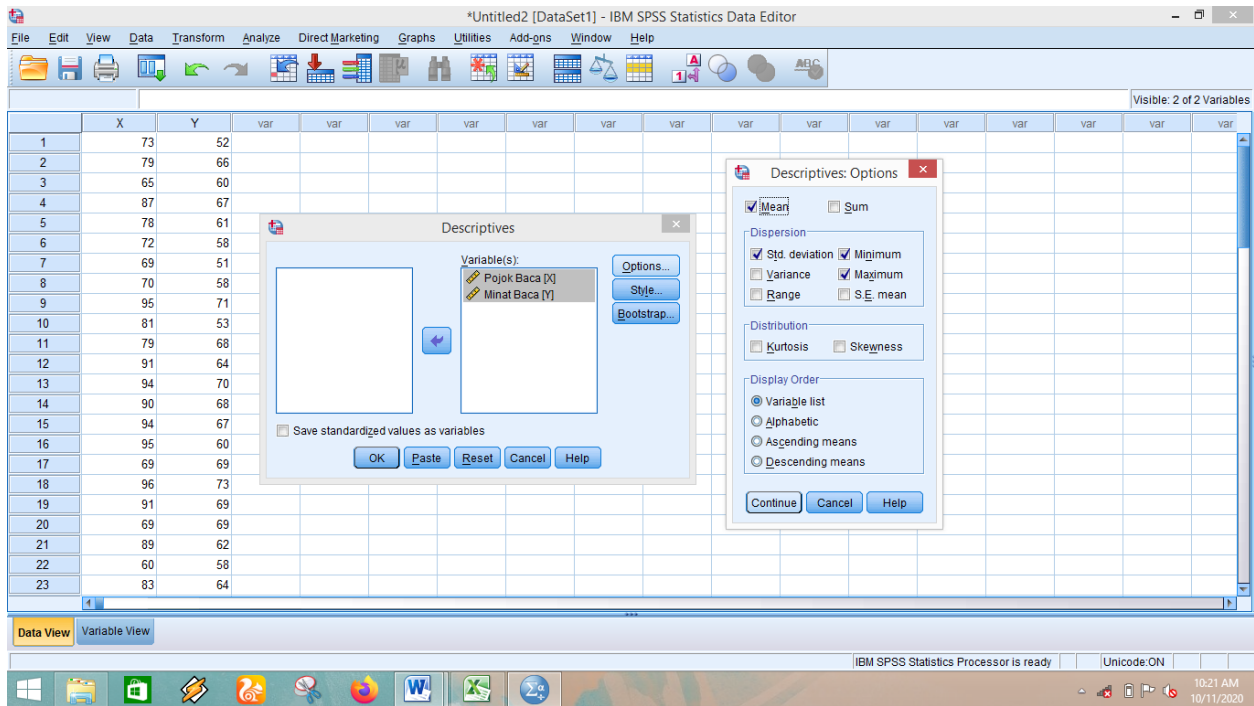 *Untitled2 [DataSet1] - IBM SPSS Statistics Data Editor
File Edit View Data Transform Analyze Direct Marketing Graphs Utilities Add-ons Window Help
Visible: 2 of 2 Variables
X Y var var var var var var var var var var var var var var var
1 73 52
2 79 66
3 65 60
4 87 67
5 78 61
6 72 58
7 69 51
8 70 58
9 95 71
10 81 53
11 79 68
12 91 64
13 94 70
14 90 68
15 94 67
16 95 60
17 69 69
18 96 73
19 91 69
20 69 69
21 89 62
22 60 58
23 83 64
Descriptives
Variable(s):
Pojok Baca [X]
Minat Baca [Y]
Options...
Style...
Bootstrap...
Save standardized values as variables
OK Paste Reset Cancel Help
Descriptives: Options
Mean Sum
Dispersion
Std. deviation Minimum
Variance Maximum
Range S.E. mean
Distribution
Kurtosis Skewness
Display Order
Variable list
Alphabetic
Ascending means
Descending means
Continue Cancel Help
Data View Variable View
IBM SPSS Statistics Processor is ready Unicode:ON
10:21 AM
10/11/2020